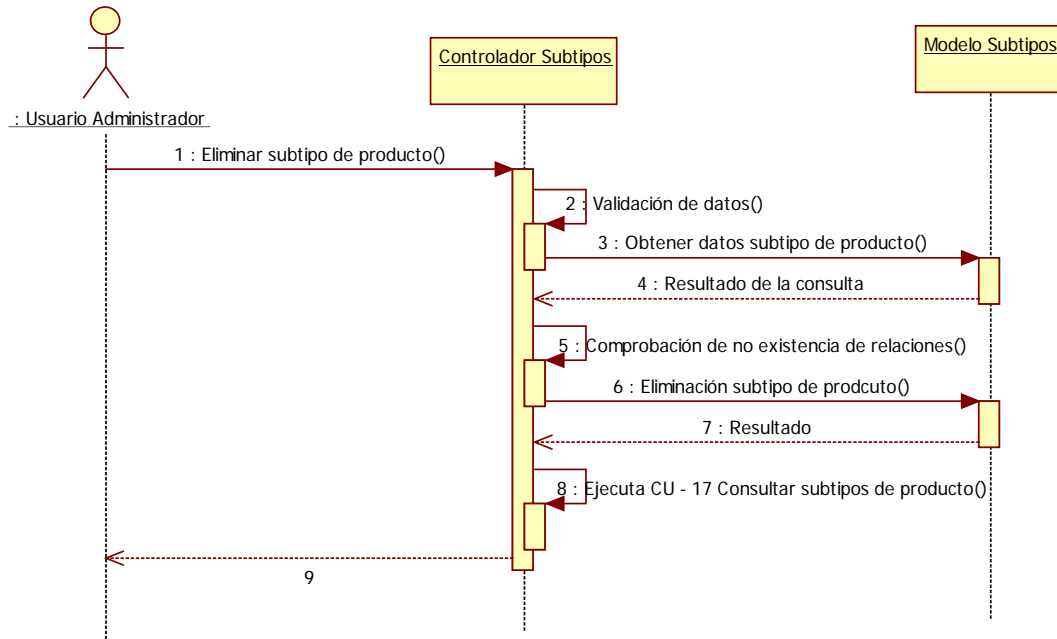 Controlador Subtipos
Modelo Subtipos
: Usuario Administrador
1 : Eliminar subtipo de producto()
2 : Validación de datos()
3 : Obtener datos subtipo de producto()
4 : Resultado de la consulta
5 : Comprobación de no existencia de relaciones()
6 : Eliminación subtipo de prodcuto()
7 : Resultado
8 : Ejecuta CU - 17 Consultar subtipos de producto()
9